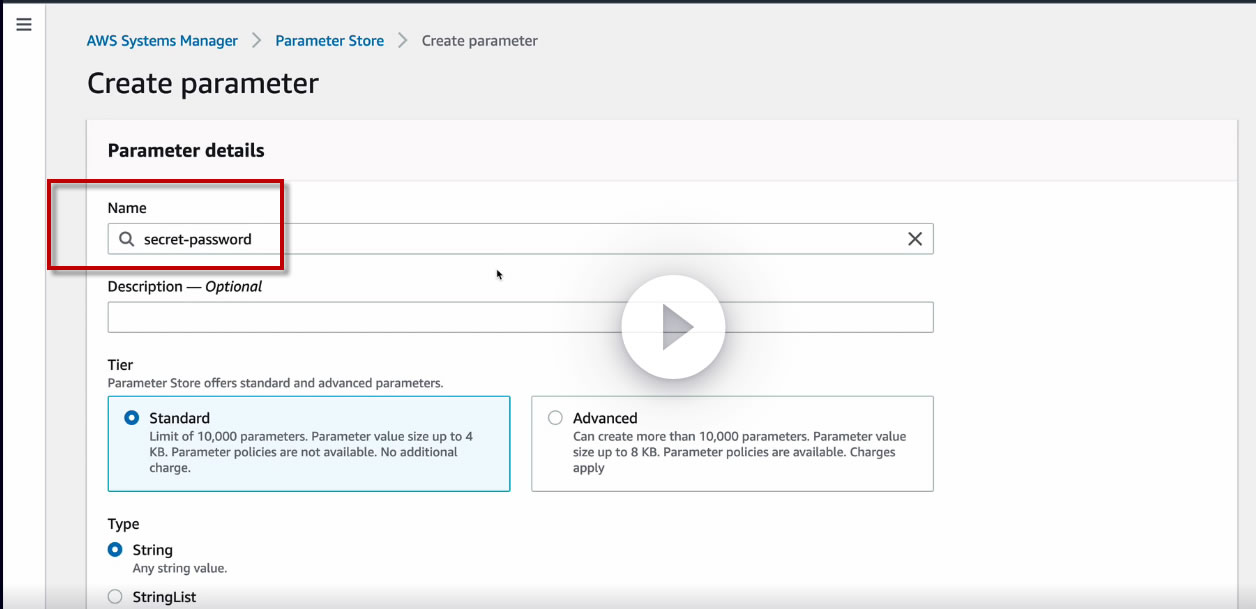 AWS Systems Manager > Parameter Store > Create parameter
Create parameter
Parameter details
Name
secret-password
Description — Optional
Tier
Parameter Store offers standard and advanced parameters.
Standard
Limit of 10,000 parameters. Parameter value size up to 4
KB. Parameter policies are not available. No additional
charge.
Advanced
Can create more than 10,000 parameters. Parameter value
size up to 8 KB. Parameter policies are available. Charges
apply
Type
String
Any string value.
StringList